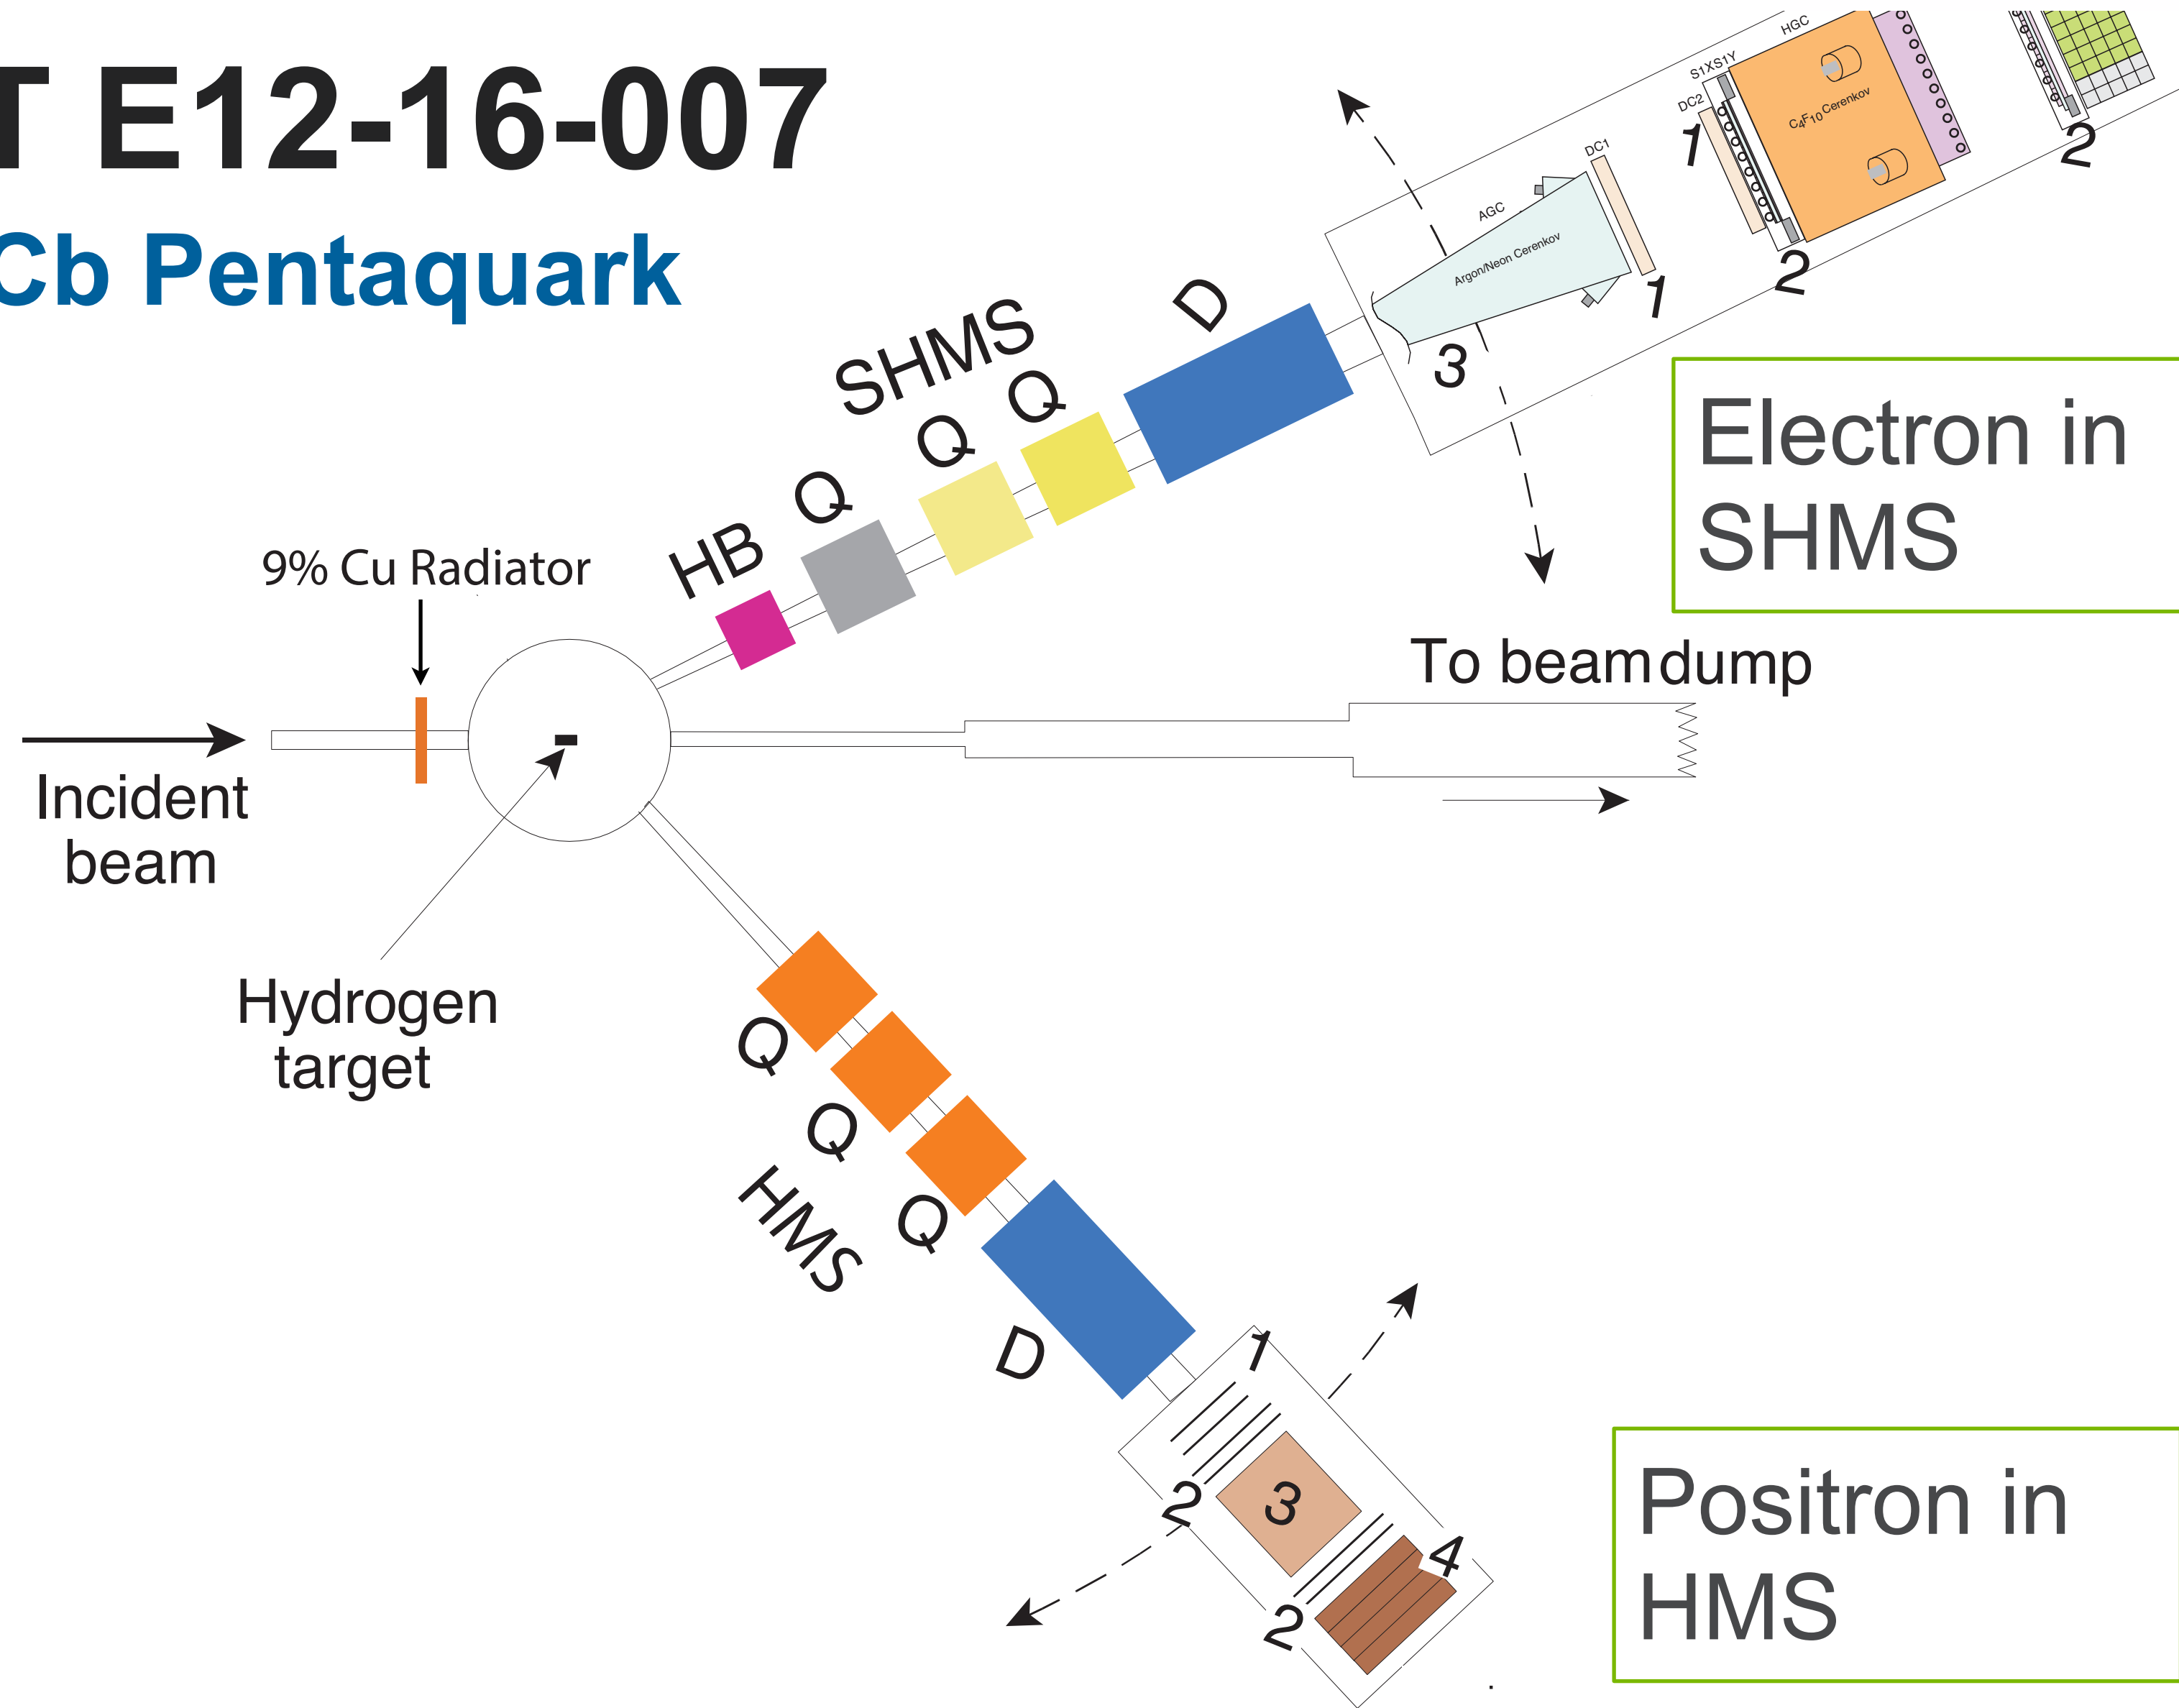 T E12-16-007
Cb Pentaquark
HGC
S1XS1Y
DC2
1
C4F10 Cerenkov
2
DC1
AGC
Argon/Neon Cerenkov
1
2
3
D
SHMS
Q
Q
Q
HB
Electron in
SHMS
9% Cu Radiator
To beam dump
Incident
beam
Hydrogen
target
Q
Q
Q
HMS
D
1
2
3
4
2
Positron in
HMS